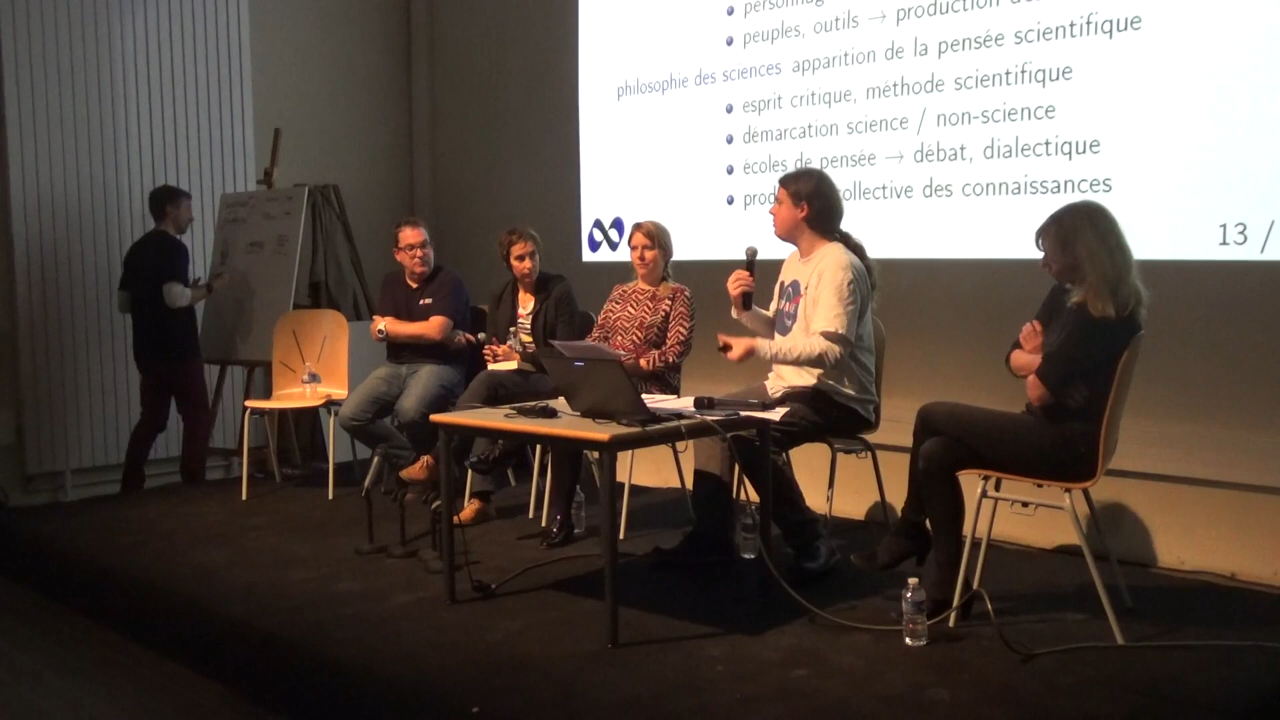 peuples, outils → production
philosophie des sciences apparition de la pensée scientifique
esprit critique, méthode scientifique
démarcation science / non-science
écoles de pensée → débat, dialectique
collective des connaissances
13 /